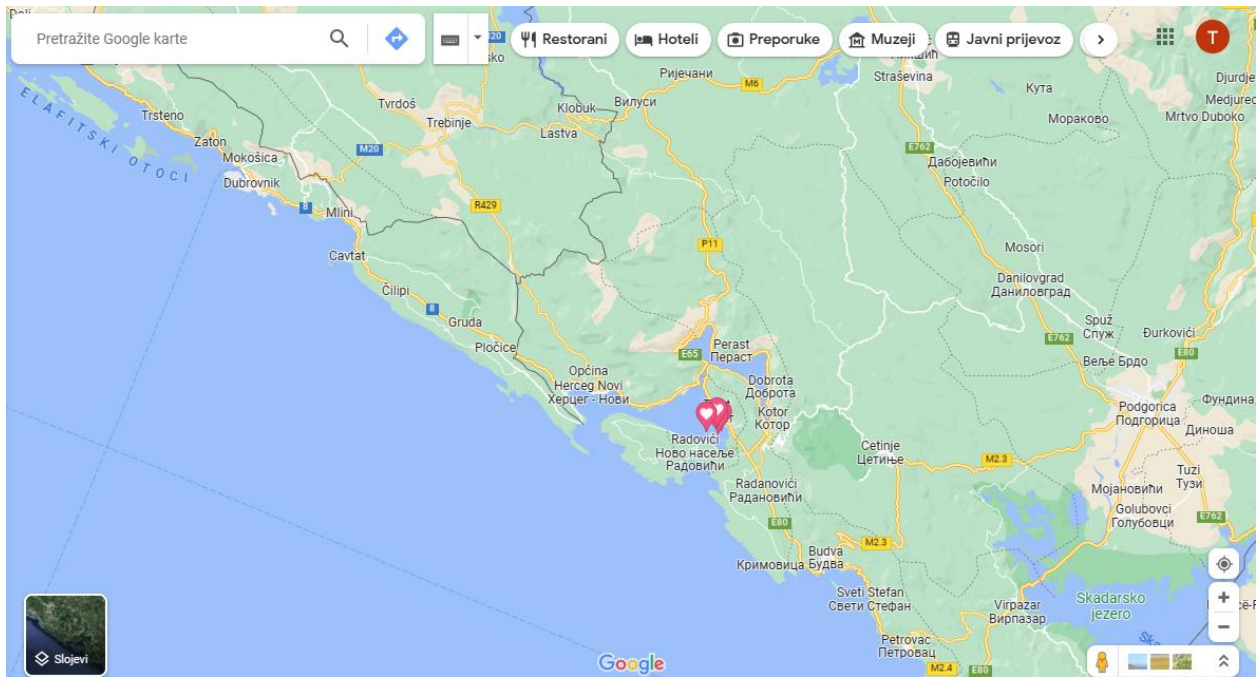 Pretražite Google karte
20
Restorani
Hoteli
Preporuke
Muzeji
Javni prijevoz
T
Ријечани
M6
Straševina
Кута
Djurdje
Medjurec
Mrtvo Duboko
Мораково
Trsteno
ELAFITSKI OTOCI
Zaton
Mokošica
Dubrovnik
Tvrdoš
Trebinje
Klobuk
Вилуси
Lastva
M20
E762
Дабојевићи
Potočilo
8
Mlini
R429
Cavtat
P11
Mosori
Čilipi
8
Gruda
Pločice
Danilovgrad
Даниловград
Spuž
Спуж
Đurkovići
E762
E80
Веље Брдо
E65
Perast
Пераст
Općina
Herceg Novi
Херцег - Нови
Dobrota
Доброта
Kotor
Котор
Podgorica
Подгорица
Фундина
Диноша
Radovići
Ново насеље
Радовићи
Cetinje
Цетиње
M2.3
Tuzi
Тузи
Мојановићи
Golubovci
Голубовци
E762
Radanovići
Радановићи
E80
M2.3
Budva
Будва
Кримовица
Sveti Stefan
Свети Стефан
Virpazar
Вирпазар
Skadarsko
jezero
Petrovac
Петровац
M2.4
E80
Slojevi
Google